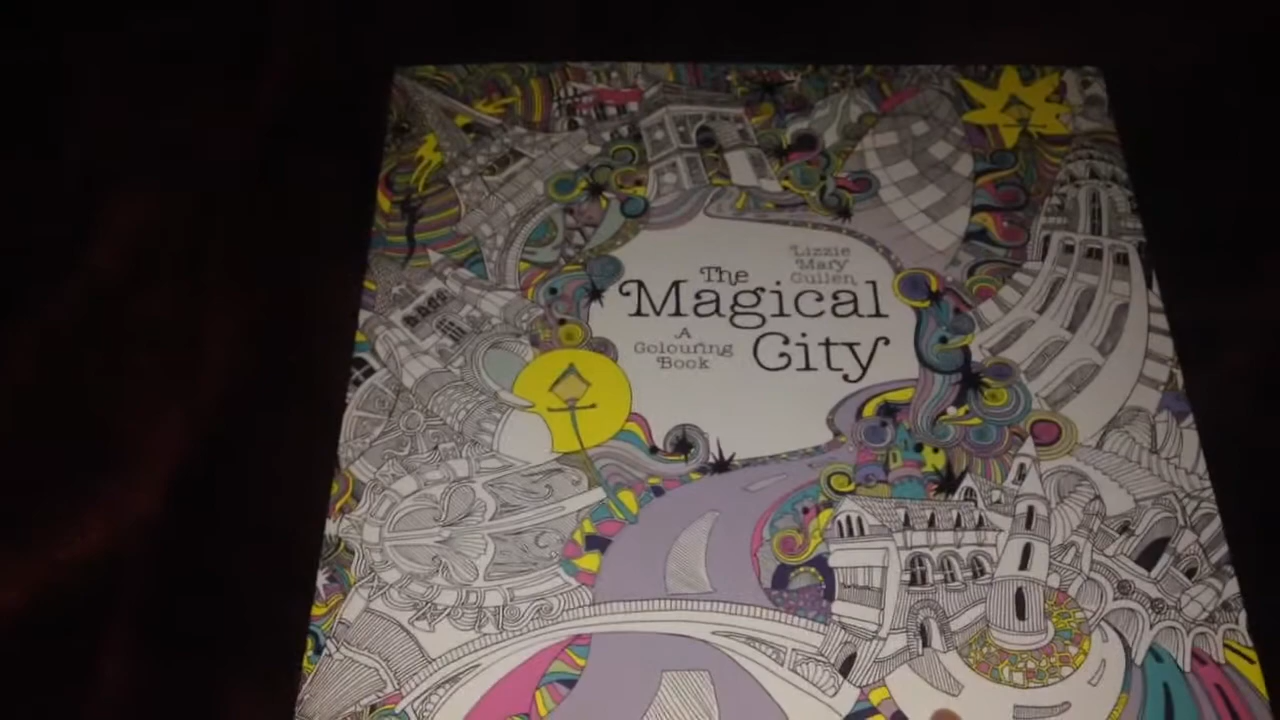 Lizzie
Mary
Cullen
The
Magical
City
A
Colouring
Book